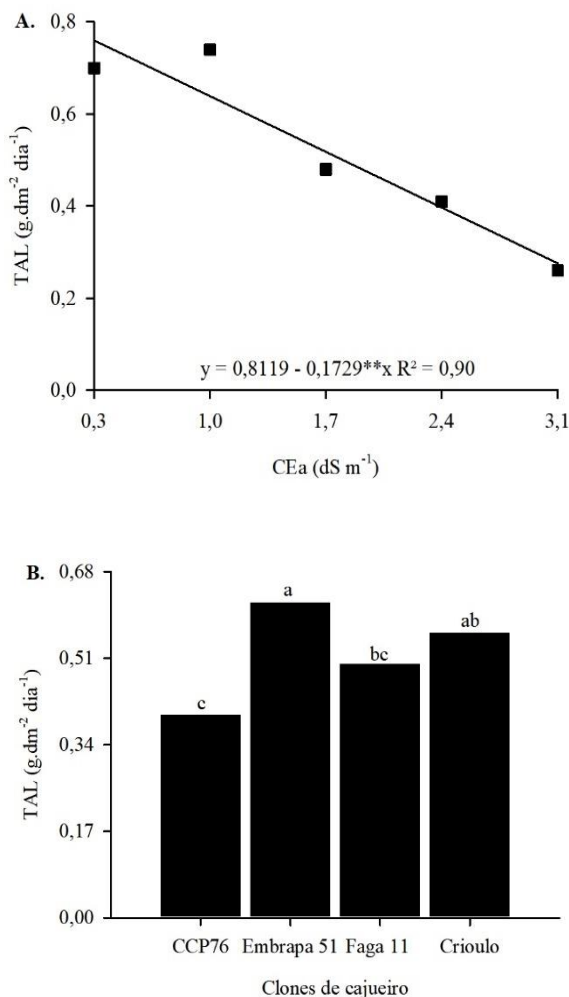 A.
0,8
0,6
0,4
0,2
0,0
TAL (g.dm⁻² dia⁻¹)
y = 0,8119 - 0,1729**x R² = 0,90
0,3 1,0 1,7 2,4 3,1
CEa (dS m⁻¹)
B.
0,68
0,51
0,34
0,17
0,00
TAL (g.dm⁻² dia⁻¹)
c a bc ab
CCP76 Embrapa 51 Faga 11 Crioulo
Clones de cajueiro